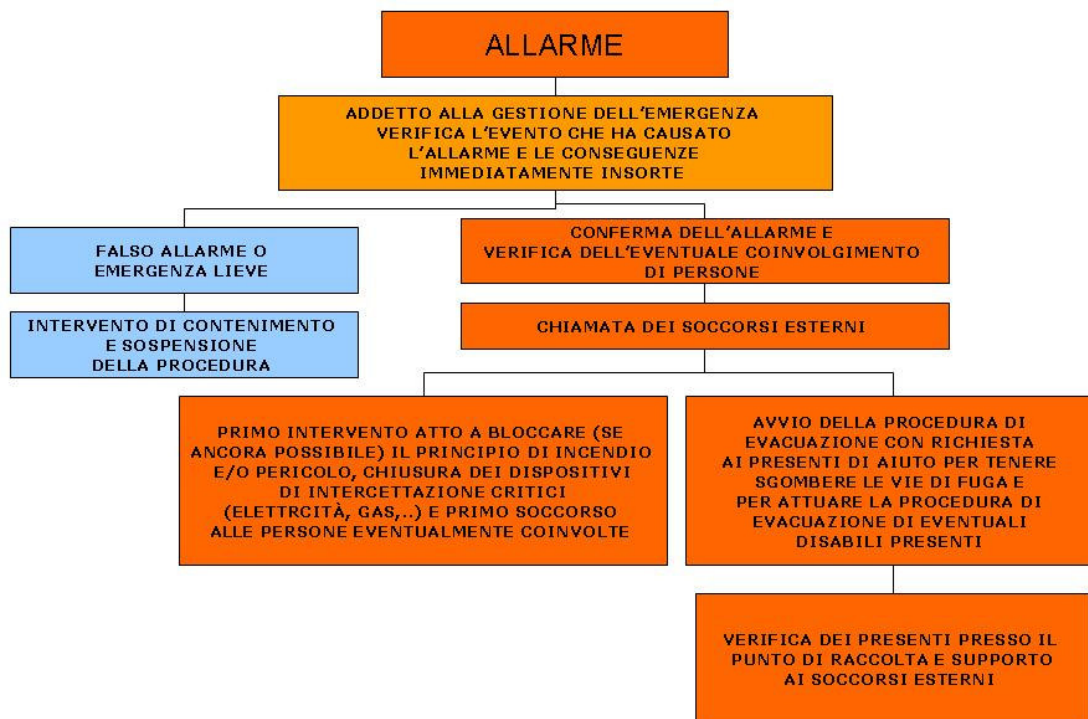 ALLARME
ADDETTO ALLA GESTIONE DELL'EMERGENZA
VERIFICA L'EVENTO CHE HA CAUSATO
L'ALLARME E LE CONSEGUENZE
IMMEDIATAMENTE INSORTE
FALSO ALLARME O
EMERGENZA LIEVE
INTERVENTO DI CONTENIMENTO
E SOSPENSIONE
DELLA PROCEDURA
CONFERMA DELL'ALLARME E
VERIFICA DELL'EVENTUALE COINVOLGIMENTO
DI PERSONE
CHIAMATA DEI SOCCORSI ESTERNI
PRIMO INTERVENTO ATTO A BLOCCARE (SE
ANCORA POSSIBILE) IL PRINCIPIO DI INCENDIO
E/O PERICOLO, CHIUSURA DEI DISPOSITIVI
DI INTERCETTAZIONE CRITICI
(ELETTRCITÀ, GAS,..) E PRIMO SOCCORSO
ALLE PERSONE EVENTUALMENTE COINVOLTE
AVVIO DELLA PROCEDURA DI
EVACUAZIONE CON RICHIESTA
AI PRESENTI DI AIUTO PER TENERE
SGOMBERE LE VIE DI FUGA E
PER ATTUARE LA PROCEDURA DI
EVACUAZIONE DI EVENTUALI
DISABILI PRESENTI
VERIFICA DEI PRESENTI PRESSO IL
PUNTO DI RACCOLTA E SUPPORTO
AI SOCCORSI ESTERNI